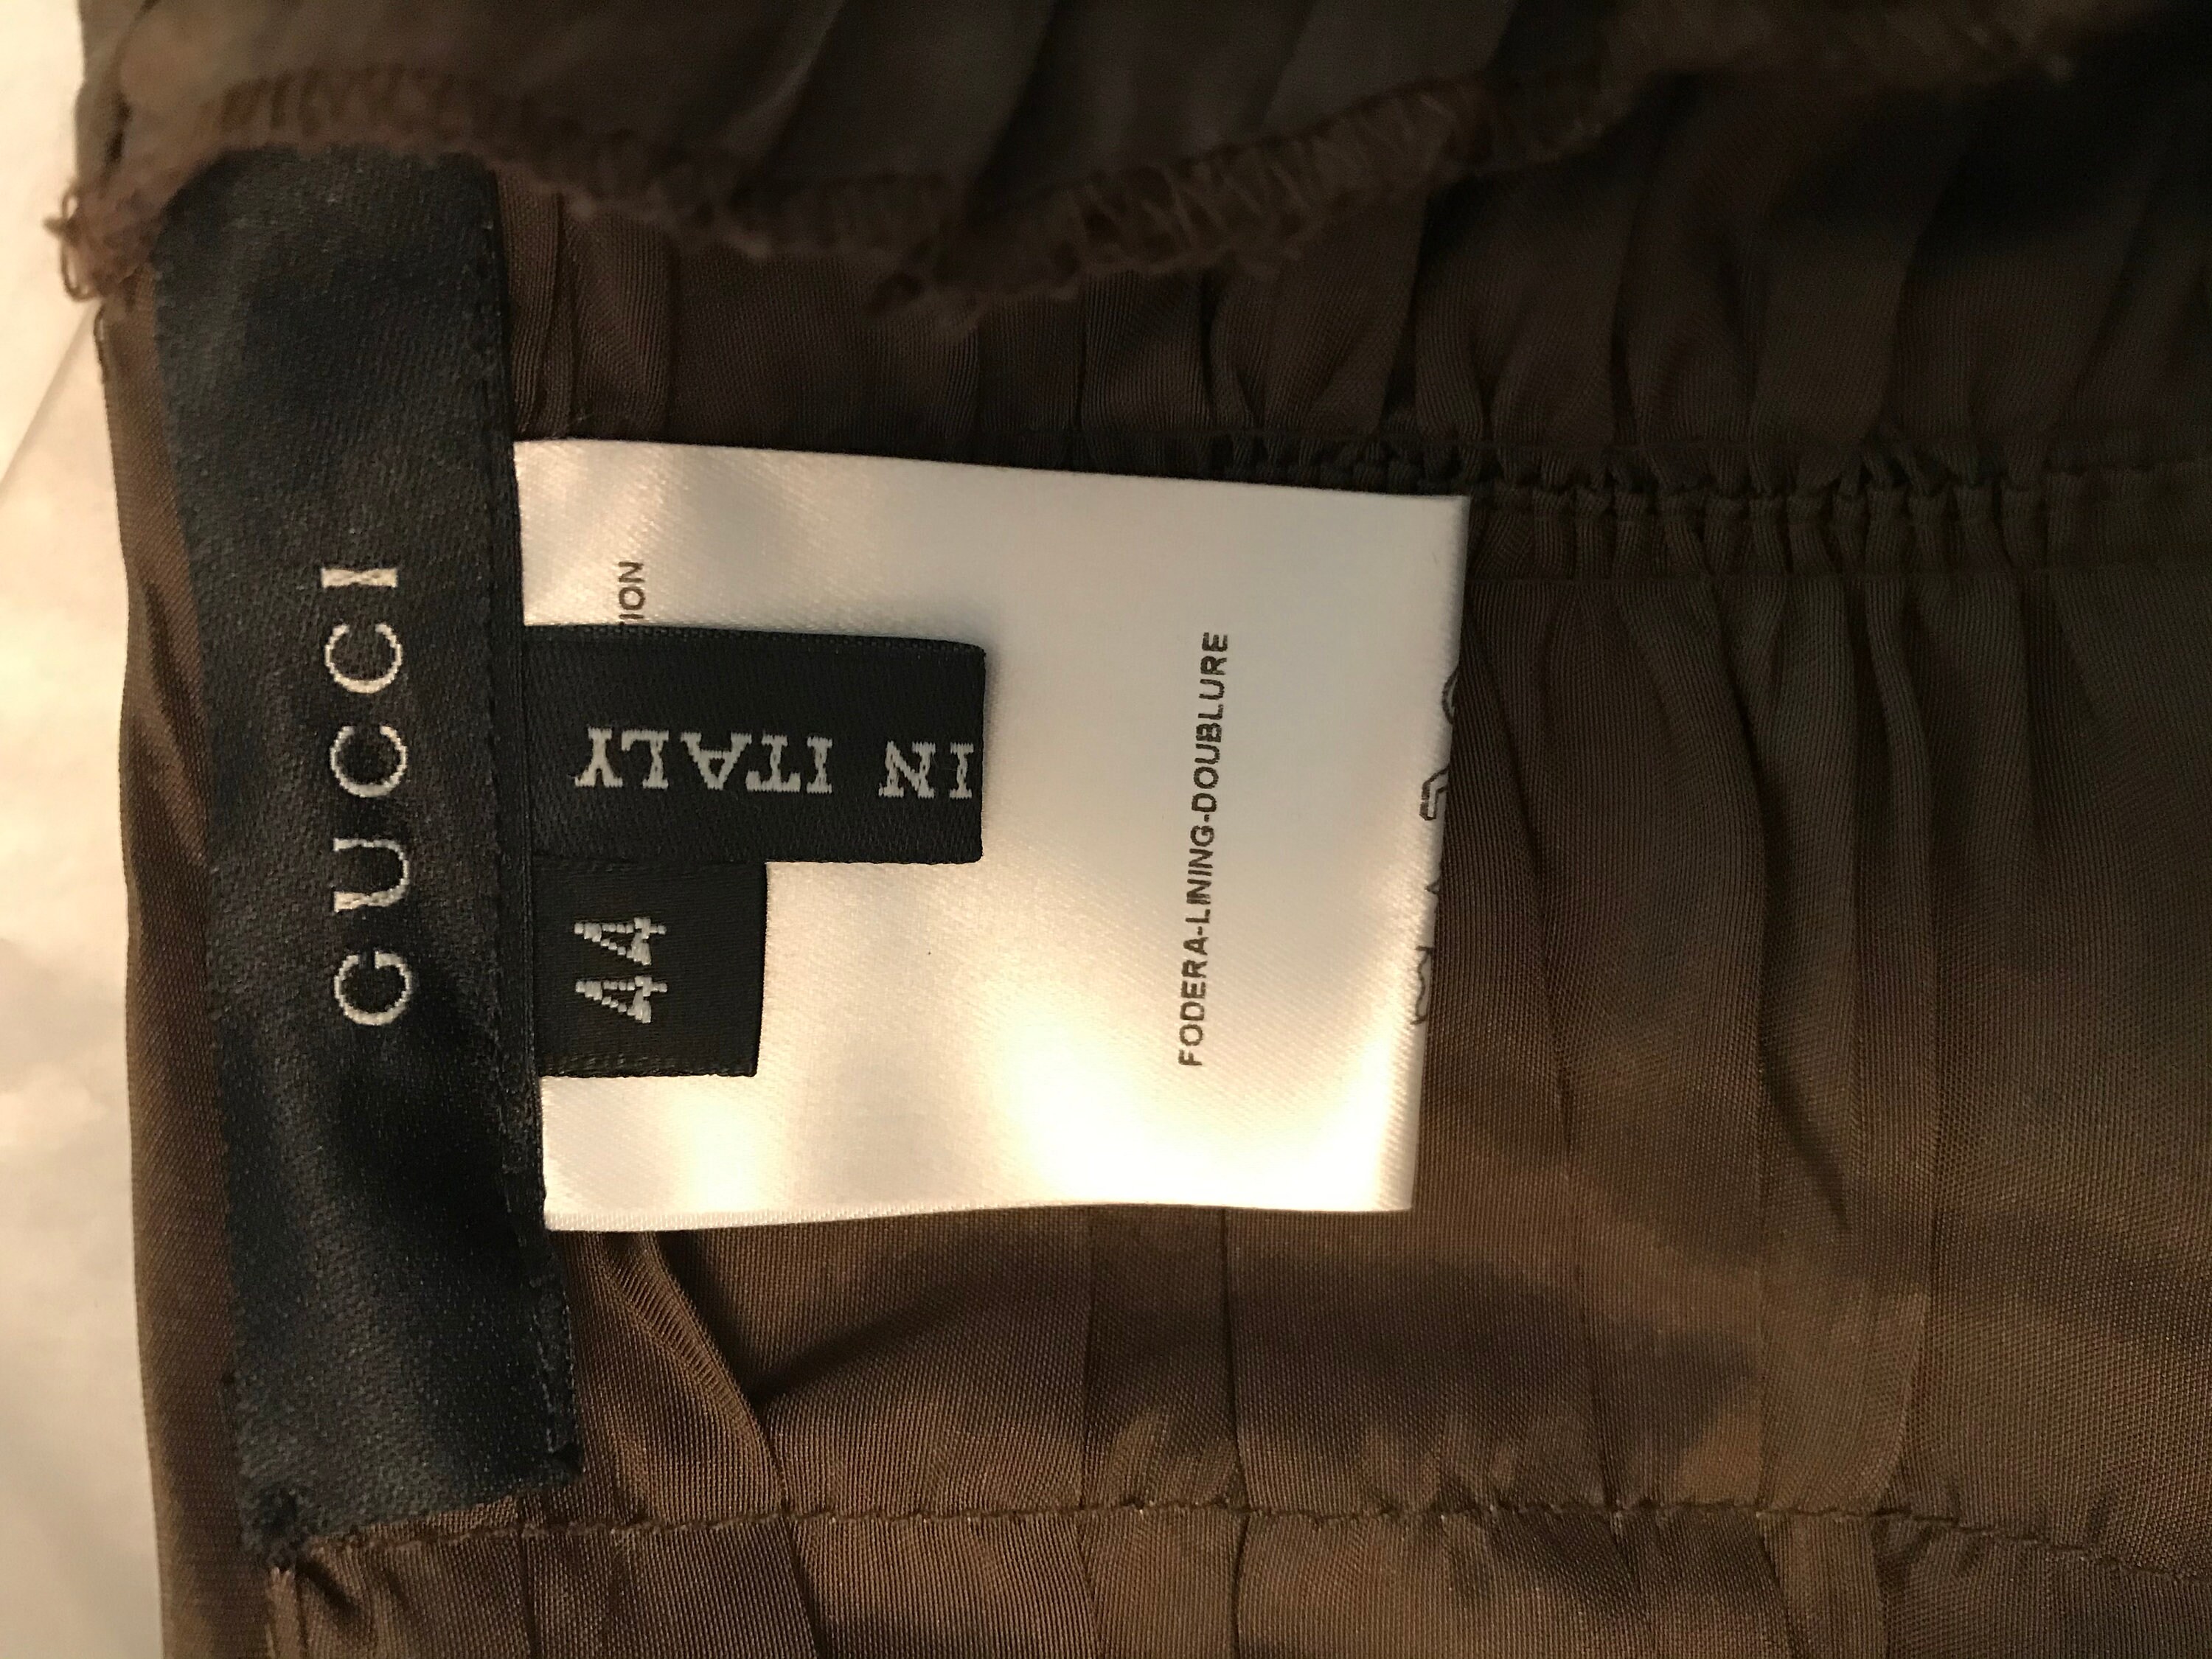 GUCCI
44
IN ITALY
FODERA-LINING-DOUBLURE